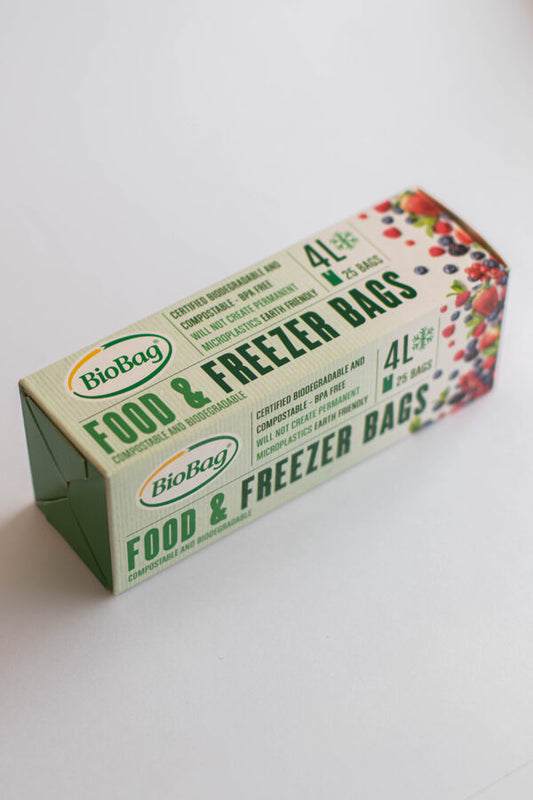 BioBag®
CERTIFIED BIODEGRADABLE AND
COMPOSTABLE - BPA FREE
WILL NOT CREATE PERMANENT
MICROPLASTICS EARTH FRIENDLY
4L
25 BAGS
FOOD & FREEZER BAGS
COMPOSTABLE AND BIODEGRADABLE
BioBag®
CERTIFIED BIODEGRADABLE AND
COMPOSTABLE - BPA FREE
WILL NOT CREATE PERMANENT
MICROPLASTICS EARTH FRIENDLY
4L
25 BAGS
FOOD & FREEZER BAGS
COMPOSTABLE AND BIODEGRADABLE